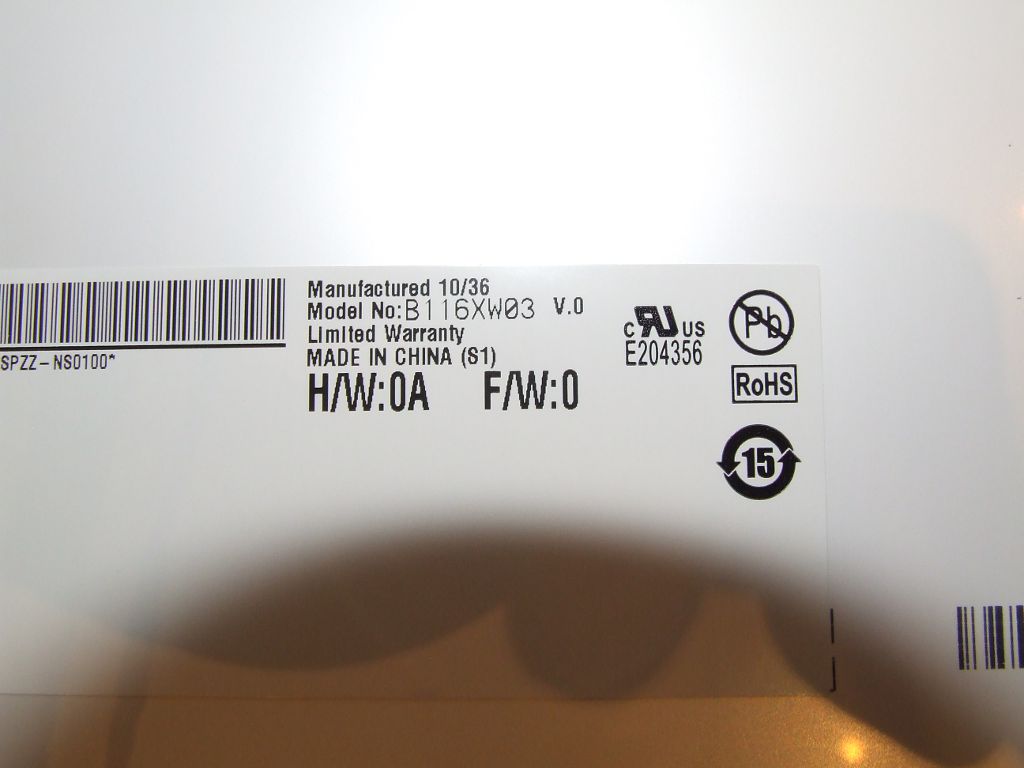 Manufactured 10/36
Model No:B116XW03 V.0
Limited Warranty
MADE IN CHINA (S1)
H/W:0A F/W:0
SPZZ-NS0100*
c RU US
E204356
Pb
RoHS
15